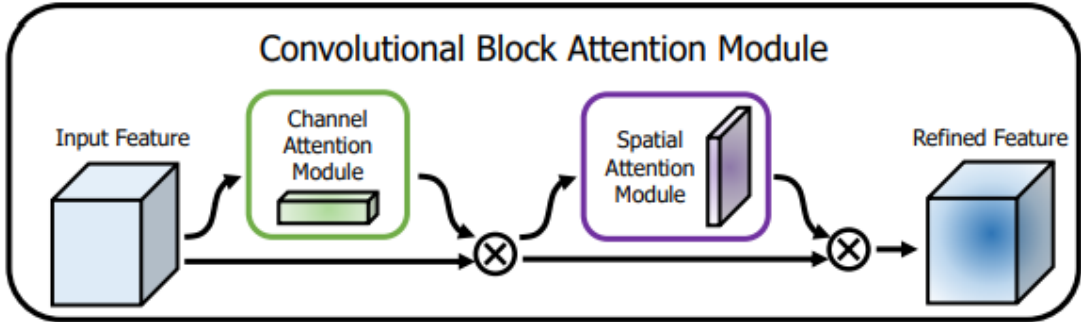 Convolutional Block Attention Module
Input Feature
Channel
Attention
Module
Spatial
Attention
Module
Refined Feature